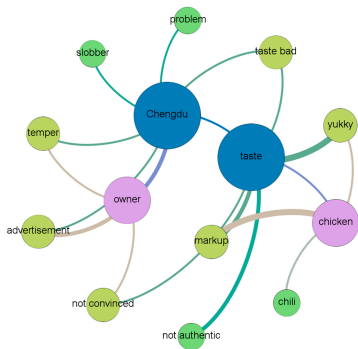 problem
slobber
taste bad
Chengdu
yukky
temper
taste
owner
chicken
advertisement
markup
not convinced
chili
not authentic